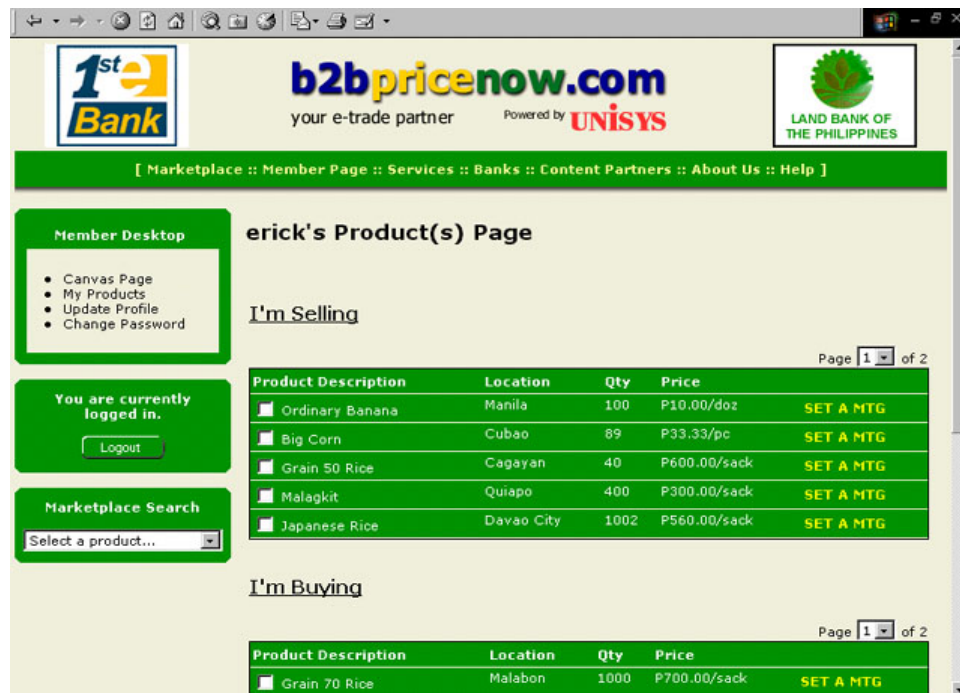 1st e
Bank
b2bpricenow.com
your e-trade partner
Powered by UNISYS
LAND BANK OF
THE PHILIPPINES
[ Marketplace :: Member Page :: Services :: Banks :: Content Partners :: About Us :: Help ]
Member Desktop
Canvas Page
My Products
Update Profile
Change Password
You are currently
logged in.
Logout
Marketplace Search
Select a product...
erick's Product(s) Page
I'm Selling
Page 1 of 2
Product Description Location Qty Price
Ordinary Banana Manila 100 P10.00/doz SET A MTG
Big Corn Cubao 89 P33.33/pc SET A MTG
Grain 50 Rice Cagayan 40 P600.00/sack SET A MTG
Malagkit Quiapo 400 P300.00/sack SET A MTG
Japanese Rice Davao City 1002 P560.00/sack SET A MTG
I'm Buying
Page 1 of 2
Product Description Location Qty Price
Grain 70 Rice Malabon 1000 P700.00/sack SET A MTG